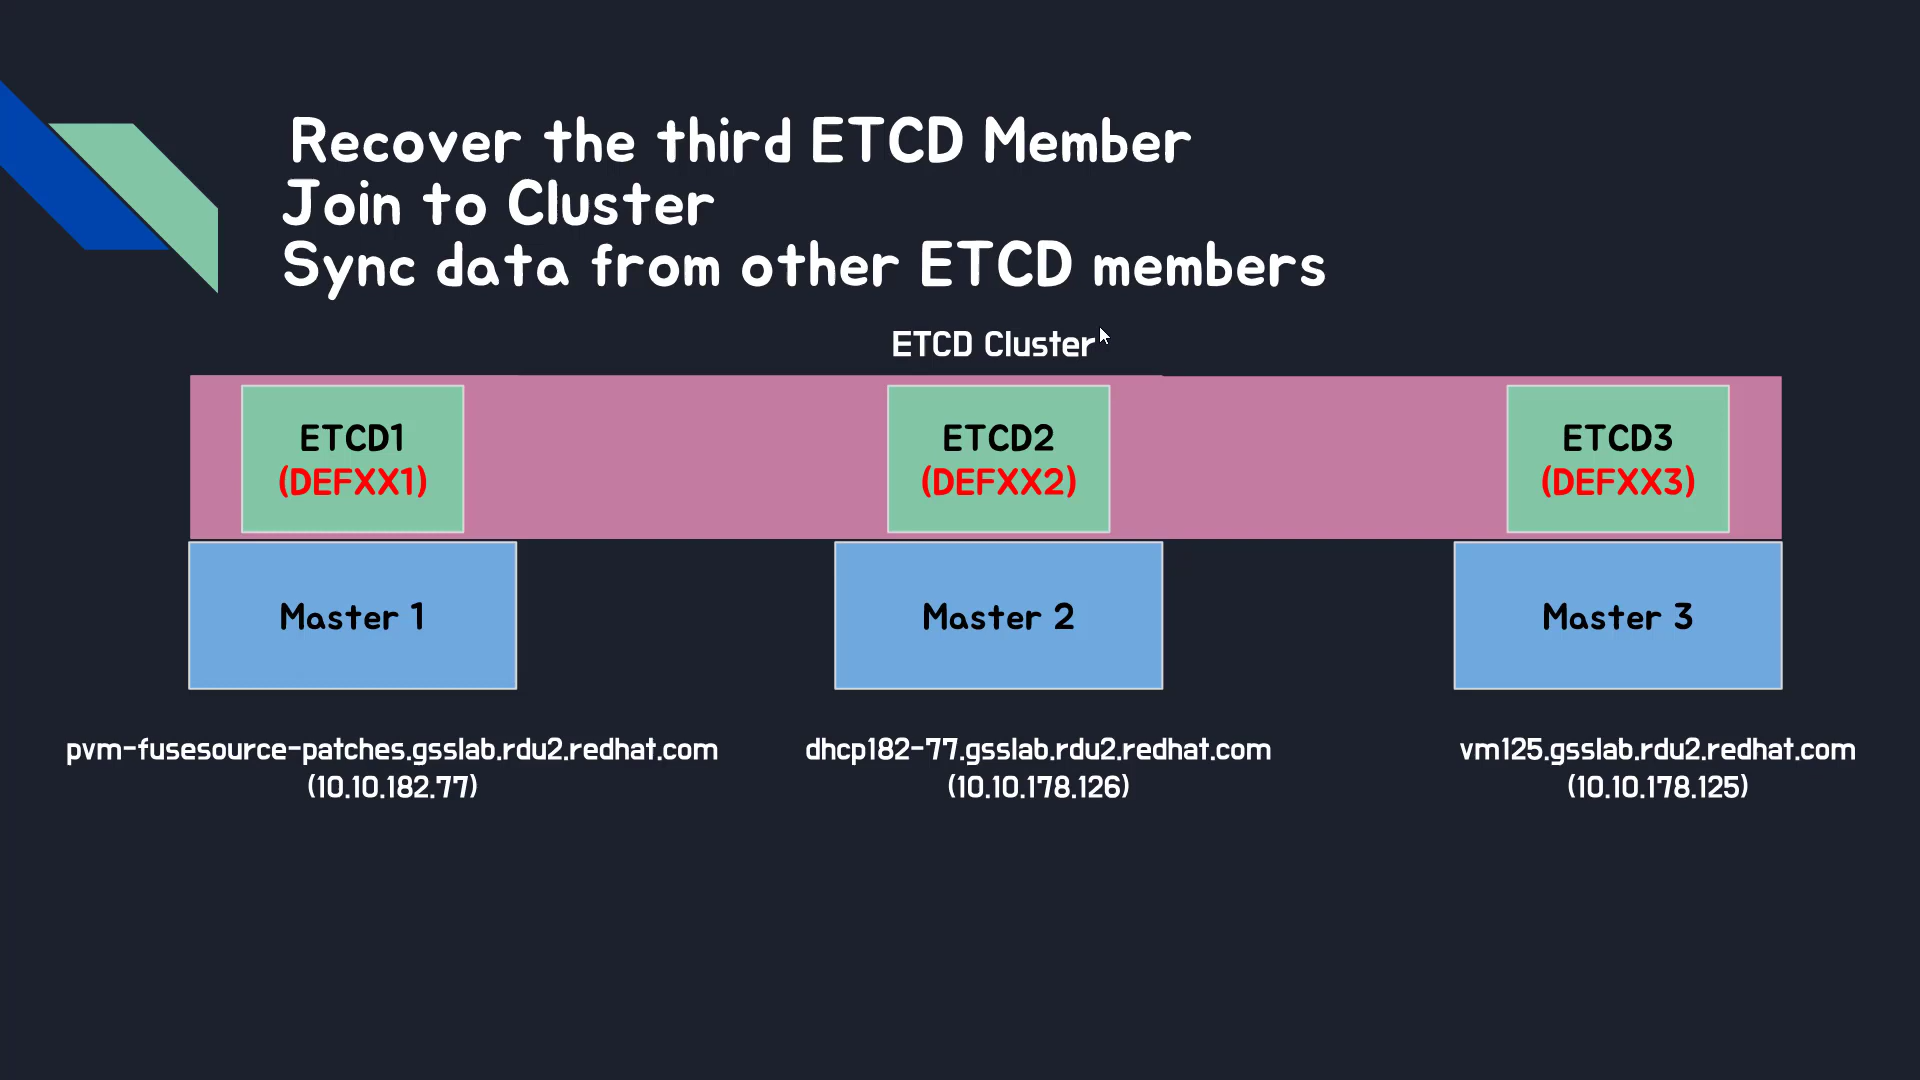 Recover the third ETCD Member
Join to Cluster
Sync data from other ETCD members
ETCD Cluster
ETCD1
(DEFXX1)
ETCD2
(DEFXX2)
ETCD3
(DEFXX3)
Master 1
Master 2
Master 3
pvm-fusesource-patches.gsslab.rdu2.redhat.com
(10.10.182.77)
dhcp182-77.gsslab.rdu2.redhat.com
(10.10.178.126)
vm125.gsslab.rdu2.redhat.com
(10.10.178.125)